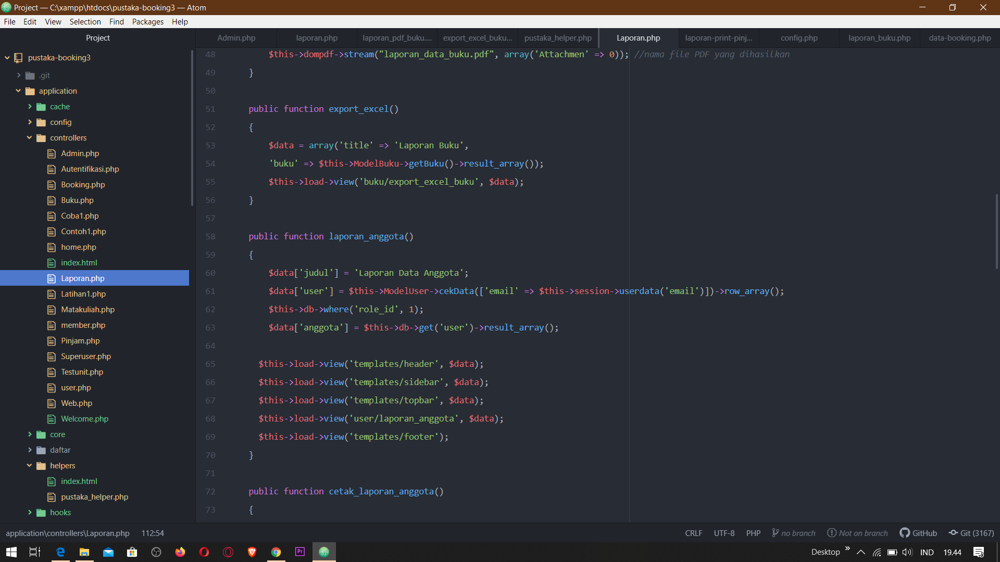 Project — C:\xampp\htdocs\pustaka-booking3 — Atom
File Edit View Selection Find Packages Help
Project
Admin.php laporan.php laporan_pdf_buku.... export_excel_buku... pustaka_helper.php Laporan.php laporan-print-pinj... config.php laporan_buku.php data-booking.php
pustaka-booking3
.git
application
cache
config
controllers
Admin.php
Autentifikasi.php
Booking.php
Buku.php
Coba1.php
Contoh1.php
home.php
index.html
Laporan.php
Latihan1.php
Matakuliah.php
member.php
Pinjam.php
Superuser.php
Testunit.php
user.php
Web.php
Welcome.php
core
daftar
helpers
index.html
pustaka_helper.php
hooks
48 $this->dompdf->stream("laporan_data_buku.pdf", array('Attachmen' => 0)); //nama file PDF yang dihasilkan
49 }
50
51 public function export_excel()
52 {
53 $data = array('title' => 'Laporan Buku',
54 'buku' => $this->ModelBuku->getBuku()->result_array());
55 $this->load->view('buku/export_excel_buku', $data);
56 }
57
58 public function laporan_anggota()
59 {
60 $data['judul'] = 'Laporan Data Anggota';
61 $data['user'] = $this->ModelUser->cekData(['email' => $this->session->userdata('email')])->row_array();
62 $this->db->where('role_id', 1);
63 $data['anggota'] = $this->db->get('user')->result_array();
64
65 $this->load->view('templates/header', $data);
66 $this->load->view('templates/sidebar', $data);
67 $this->load->view('templates/topbar', $data);
68 $this->load->view('user/laporan_anggota', $data);
69 $this->load->view('templates/footer');
70 }
71
72 public function cetak_laporan_anggota()
73 {
application\controllers\Laporan.php 112:54 CRLF UTF-8 PHP no branch Not on branch GitHub Git (3167)
Pr Desktop » IND 19.44